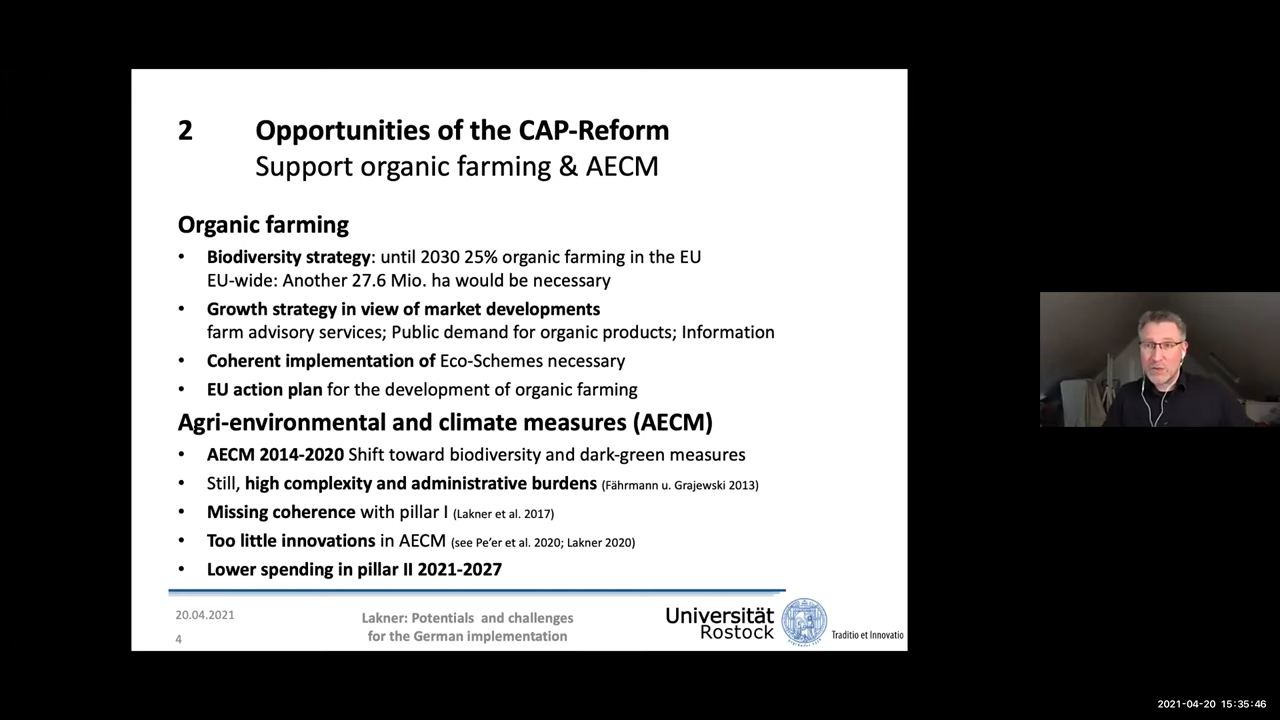 2 Opportunities of the CAP-Reform
Support organic farming & AECM
Organic farming
• Biodiversity strategy: until 2030 25% organic farming in the EU
EU-wide: Another 27.6 Mio. ha would be necessary
• Growth strategy in view of market developments
farm advisory services; Public demand for organic products; Information
• Coherent implementation of Eco-Schemes necessary
• EU action plan for the development of organic farming
Agri-environmental and climate measures (AECM)
• AECM 2014-2020 Shift toward biodiversity and dark-green measures
• Still, high complexity and administrative burdens (Fährmann u. Grajewski 2013)
• Missing coherence with pillar I (Lakner et al. 2017)
• Too little innovations in AECM (see Pe'er et al. 2020; Lakner 2020)
• Lower spending in pillar II 2021-2027
20.04.2021
4
Lakner: Potentials and challenges
for the German implementation
Universität
Rostock
Traditio et Innovatio
2021-04-20 15:35:46